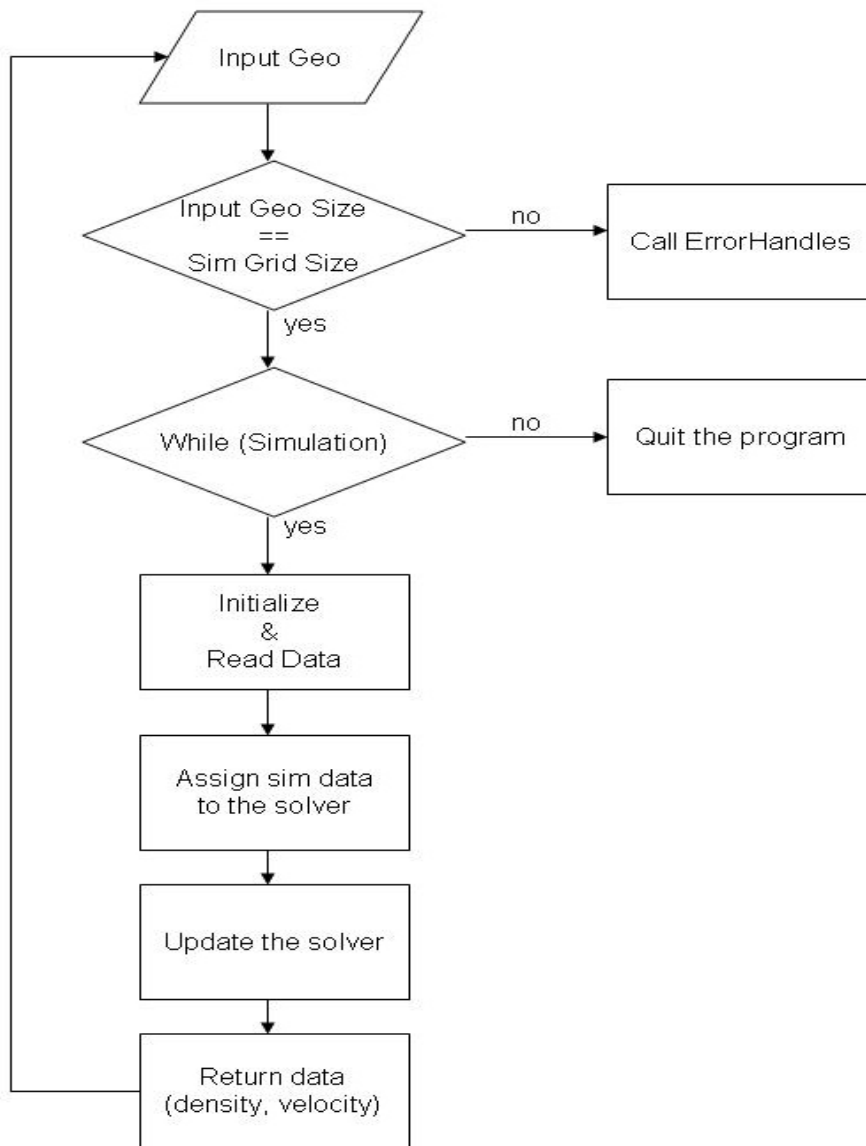 Input Geo
Input Geo Size
==
Sim Grid Size
no
Call ErrorHandles
yes
While (Simulation)
no
Quit the program
yes
Initialize
&
Read Data
Assign sim data
to the solver
Update the solver
Return data
(density, velocity)